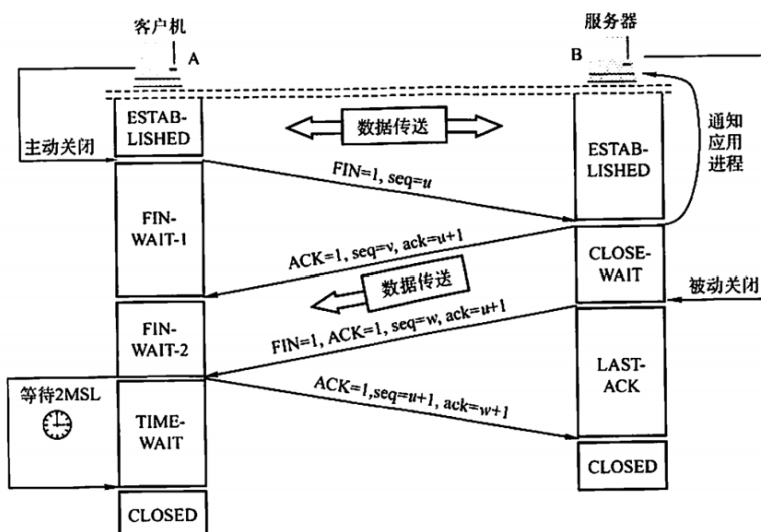 客户机
服务器
A
B
ESTAB-
LISHED
数据传送
通知
应用
进程
主动关闭
ESTAB-
LISHED
FIN=1, seq=u
FIN-
WAIT-1
ACK=1, seq=v, ack=u+1
CLOSE-
WAIT
数据传送
被动关闭
FIN-
WAIT-2
FIN=1, ACK=1, seq=w, ack=u+1
LAST-
ACK
等待2MSL
ACK=1,seq=u+1, ack=w+1
TIME-
WAIT
CLOSED
CLOSED